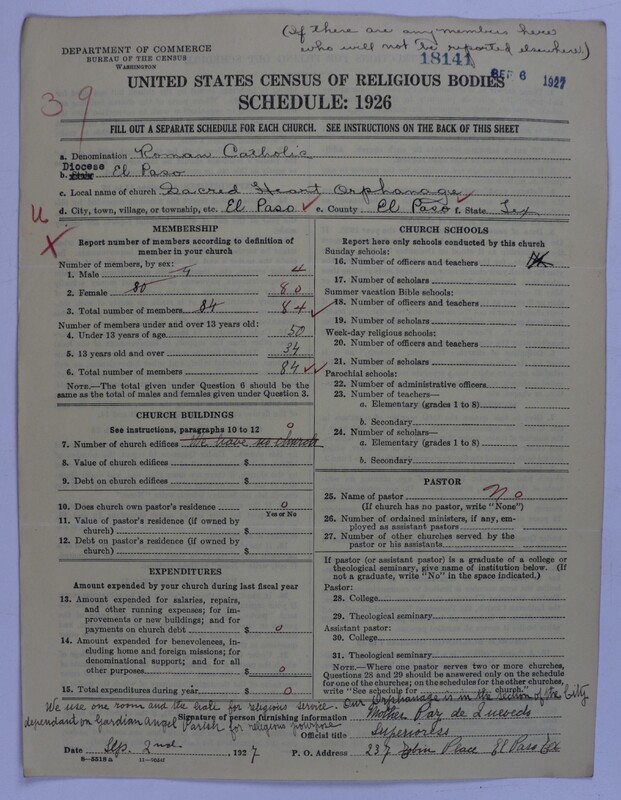 (If there are any members here
who will not be reported elsewhere)
DEPARTMENT OF COMMERCE
BUREAU OF THE CENSUS
WASHINGTON
18141
SEP 6 1927
39
UNITED STATES CENSUS OF RELIGIOUS BODIES
SCHEDULE: 1926
FILL OUT A SEPARATE SCHEDULE FOR EACH CHURCH. SEE INSTRUCTIONS ON THE BACK OF THIS SHEET
a. Denomination Roman Catholic
b. Diocese El Paso
c. Local name of church Sacred Heart Orphanage
d. City, town, village, or township, etc. El Paso e. County El Paso f. State Tex
MEMBERSHIP
Report number of members according to definition of
member in your church
Number of members, by sex:
1. Male 4 4
2. Female 80 80
3. Total number of members 84 84
Number of members under and over 13 years old:
4. Under 13 years of age 50
5. 13 years old and over 34
6. Total number of members 84
NOTE.—The total given under Question 6 should be the
same as the total of males and females given under Question 3.
CHURCH BUILDINGS
See instructions, paragraphs 10 to 12
7. Number of church edifices We have no church 0
8. Value of church edifices $
9. Debt on church edifices $
10. Does church own pastor's residence 0
Yes or No
11. Value of pastor's residence (if owned by
church) $
12. Debt on pastor's residence (if owned by
church) $
EXPENDITURES
Amount expended by your church during last fiscal year
13. Amount expended for salaries, repairs,
and other running expenses; for im-
provements or new buildings; and for
payments on church debt $ 0
14. Amount expended for benevolences, in-
cluding home and foreign missions; for
denominational support; and for all
other purposes $ 0
15. Total expenditures during year $ 0
CHURCH SCHOOLS
Report here only schools conducted by this church
Sunday schools:
16. Number of officers and teachers
17. Number of scholars
Summer vacation Bible schools:
18. Number of officers and teachers
19. Number of scholars
Week-day religious schools:
20. Number of officers and teachers
21. Number of scholars
Parochial schools:
22. Number of administrative officers
23. Number of teachers—
a. Elementary (grades 1 to 8)
b. Secondary
24. Number of scholars—
a. Elementary (grades 1 to 8)
b. Secondary
PASTOR
25. Name of pastor No
(If church has no pastor, write "None")
26. Number of ordained ministers, if any, em-
ployed as assistant pastors
27. Number of other churches served by the
pastor or his assistants
If pastor (or assistant pastor) is a graduate of a college or
theological seminary, give name of institution below. (If
not a graduate, write "No" in the space indicated.)
Pastor:
28. College
29. Theological seminary
Assistant pastor:
30. College
31. Theological seminary
NOTE.—Where one pastor serves two or more churches,
Questions 28 and 29 should be answered only on the schedule
for one of the churches; on the schedules for the other churches,
write "See schedule for church."
We use one room and the hale for religious service. Our Orphanage is in the section of the City
dependant on Gardian Angel Parish for religious pourpose
Signature of person furnishing information Mother Paz de Quevedo
Official title Superioress
Date Sep. 2nd 1927 P. O. Address 237 Place El Paso Tex
8—5518a 11—9554f